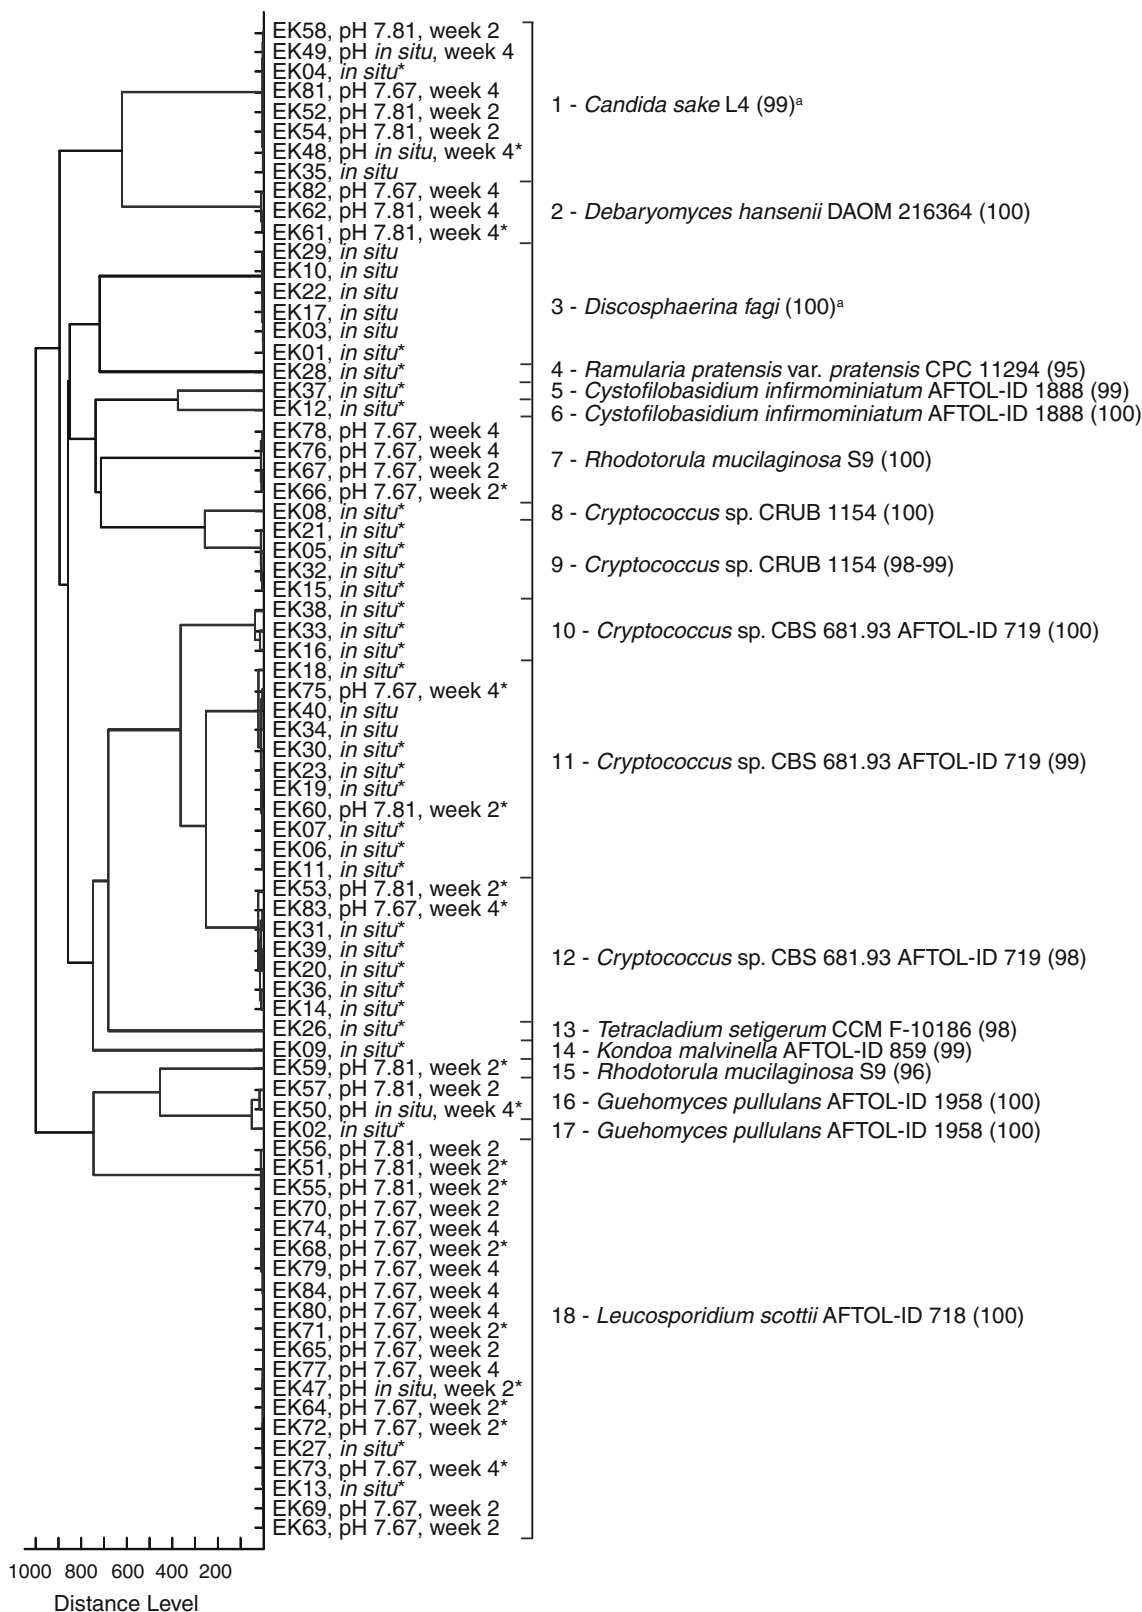 EK58, pH 7.81, week 2
EK49, pH in situ, week 4
EK04, in situ*
EK81, pH 7.67, week 4
EK52, pH 7.81, week 2
EK54, pH 7.81, week 2
EK48, pH in situ, week 4*
EK35, in situ
1 - Candida sake L4 (99)ª
EK82, pH 7.67, week 4
EK62, pH 7.81, week 4
EK61, pH 7.81, week 4*
2 - Debaryomyces hansenii DAOM 216364 (100)
EK29, in situ
EK10, in situ
EK22, in situ
EK17, in situ
EK03, in situ
EK01, in situ*
3 - Discosphaerina fagi (100)ª
EK28, in situ*
4 - Ramularia pratensis var. pratensis CPC 11294 (95)
EK37, in situ*
5 - Cystofilobasidium infirmominiatum AFTOL-ID 1888 (99)
EK12, in situ*
6 - Cystofilobasidium infirmominiatum AFTOL-ID 1888 (100)
EK78, pH 7.67, week 4
EK76, pH 7.67, week 4
EK67, pH 7.67, week 2
EK66, pH 7.67, week 2*
7 - Rhodotorula mucilaginosa S9 (100)
EK08, in situ*
8 - Cryptococcus sp. CRUB 1154 (100)
EK21, in situ*
EK05, in situ*
EK32, in situ*
EK15, in situ*
9 - Cryptococcus sp. CRUB 1154 (98-99)
EK38, in situ*
EK33, in situ*
EK16, in situ*
10 - Cryptococcus sp. CBS 681.93 AFTOL-ID 719 (100)
EK18, in situ*
EK75, pH 7.67, week 4*
EK40, in situ
EK34, in situ
EK30, in situ*
EK23, in situ*
EK19, in situ*
EK60, pH 7.81, week 2*
EK07, in situ*
EK06, in situ*
EK11, in situ*
11 - Cryptococcus sp. CBS 681.93 AFTOL-ID 719 (99)
EK53, pH 7.81, week 2*
EK83, pH 7.67, week 4*
EK31, in situ*
EK39, in situ*
EK20, in situ*
EK36, in situ*
EK14, in situ*
12 - Cryptococcus sp. CBS 681.93 AFTOL-ID 719 (98)
EK26, in situ*
13 - Tetracladium setigerum CCM F-10186 (98)
EK09, in situ*
14 - Kondoa malvinella AFTOL-ID 859 (99)
EK59, pH 7.81, week 2*
15 - Rhodotorula mucilaginosa S9 (96)
EK57, pH 7.81, week 2
EK50, pH in situ, week 4*
16 - Guehomyces pullulans AFTOL-ID 1958 (100)
EK02, in situ*
17 - Guehomyces pullulans AFTOL-ID 1958 (100)
EK56, pH 7.81, week 2
EK51, pH 7.81, week 2*
EK55, pH 7.81, week 2*
EK70, pH 7.67, week 2
EK74, pH 7.67, week 4
EK68, pH 7.67, week 2*
EK79, pH 7.67, week 4
EK84, pH 7.67, week 4
EK80, pH 7.67, week 4
EK71, pH 7.67, week 2*
EK65, pH 7.67, week 2
EK77, pH 7.67, week 4
EK47, pH in situ, week 2*
EK64, pH 7.67, week 2*
EK72, pH 7.67, week 2*
EK27, in situ*
EK73, pH 7.67, week 4*
EK13, in situ*
EK69, pH 7.67, week 2
EK63, pH 7.67, week 2
18 - Leucosporidium scottii AFTOL-ID 718 (100)
1000 800 600 400 200
Distance Level